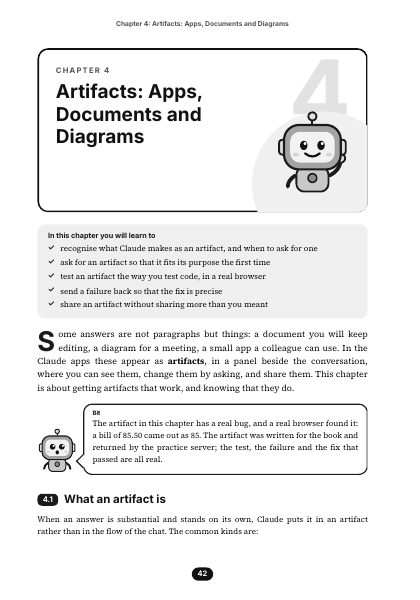 Chapter 4: Artifacts: Apps, Documents and Diagrams
CHAPTER 4
4
Artifacts: Apps,
Documents and
Diagrams
In this chapter you will learn to
✓ recognise what Claude makes as an artifact, and when to ask for one
✓ ask for an artifact so that it fits its purpose the first time
✓ test an artifact the way you test code, in a real browser
✓ send a failure back so that the fix is precise
✓ share an artifact without sharing more than you meant
Some answers are not paragraphs but things: a document you will keep
editing, a diagram for a meeting, a small app a colleague can use. In the
Claude apps these appear as artifacts, in a panel beside the conversation,
where you can see them, change them by asking, and share them. This chapter
is about getting artifacts that work, and knowing that they do.
Bit
The artifact in this chapter has a real bug, and a real browser found it:
a bill of 85.50 came out as 85. The artifact was written for the book and
returned by the practice server; the test, the failure and the fix that
passed are all real.
4.1 What an artifact is
When an answer is substantial and stands on its own, Claude puts it in an artifact
rather than in the flow of the chat. The common kinds are:
42